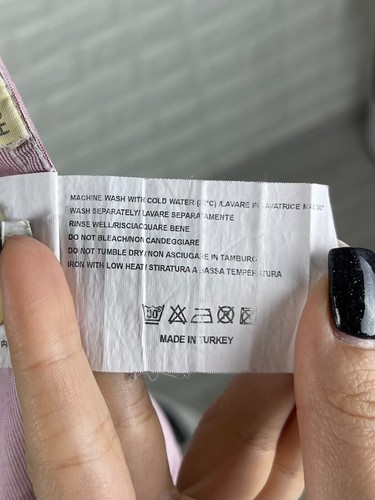 MACHINE WASH WITH COLD WATER (30°C) /LAVARE IN LAVATRICE MAX30°
WASH SEPARATELY/ LAVARE SEPARATAMENTE
RINSE WELL/RISCIACQUARE BENE
DO NOT BLEACH/NON CANDEGGIARE
DO NOT TUMBLE DRY/ NON ASCIUGARE IN TAMBURO
IRON WITH LOW HEAT/ STIRATURA A BASSA TEMPERATURA
30°
MADE IN TURKEY